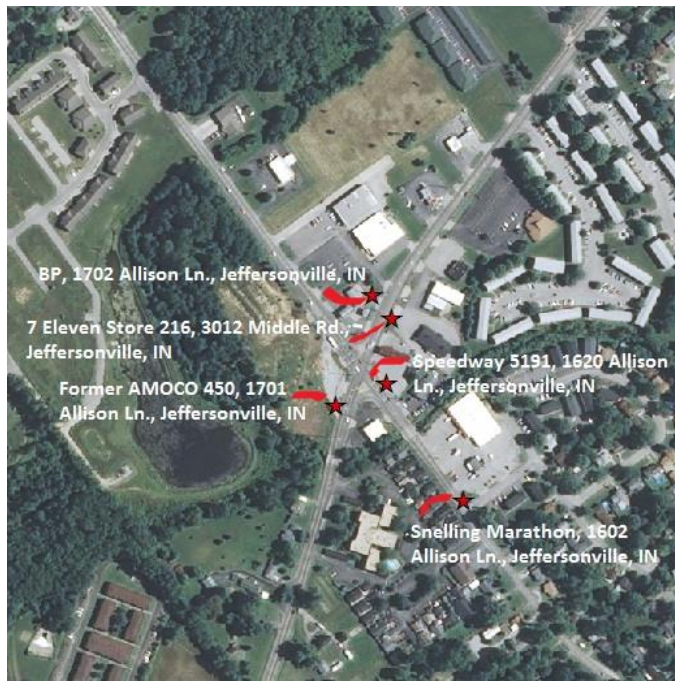 BP, 1702 Allison Ln., Jeffersonville, IN
7 Eleven Store 216, 3012 Middle Rd.,
Jeffersonville, IN
Speedway 5191, 1620 Allison
Ln., Jeffersonville, IN
Former AMOCO 450, 1701
Allison Ln., Jeffersonville, IN
Snelling Marathon, 1602
Allison Ln., Jeffersonville, IN